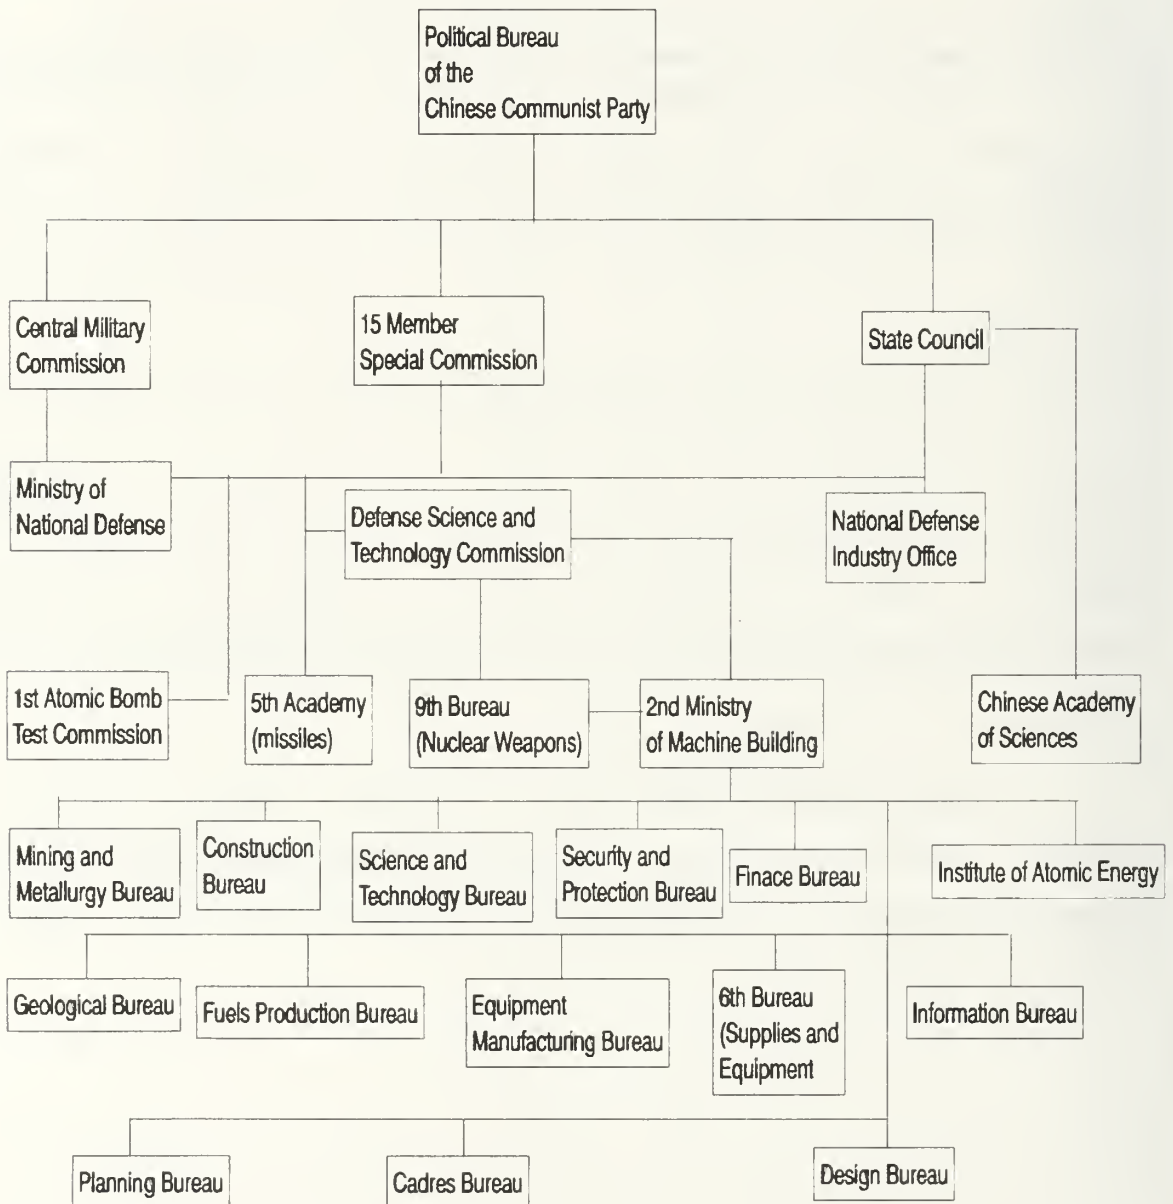 Political Bureau
of the
Chinese Communist Party
Central Military
Commission
15 Member
Special Commission
State Council
Ministry of
National Defense
Defense Science and
Technology Commission
National Defense
Industry Office
1st Atomic Bomb
Test Commission
5th Academy
(missiles)
9th Bureau
(Nuclear Weapons)
2nd Ministry
of Machine Building
Chinese Academy
of Sciences
Mining and
Metallurgy Bureau
Construction
Bureau
Science and
Technology Bureau
Security and
Protection Bureau
Finace Bureau
Institute of Atomic Energy
Geological Bureau
Fuels Production Bureau
Equipment
Manufacturing Bureau
6th Bureau
(Supplies and
Equipment
Information Bureau
Planning Bureau
Cadres Bureau
Design Bureau